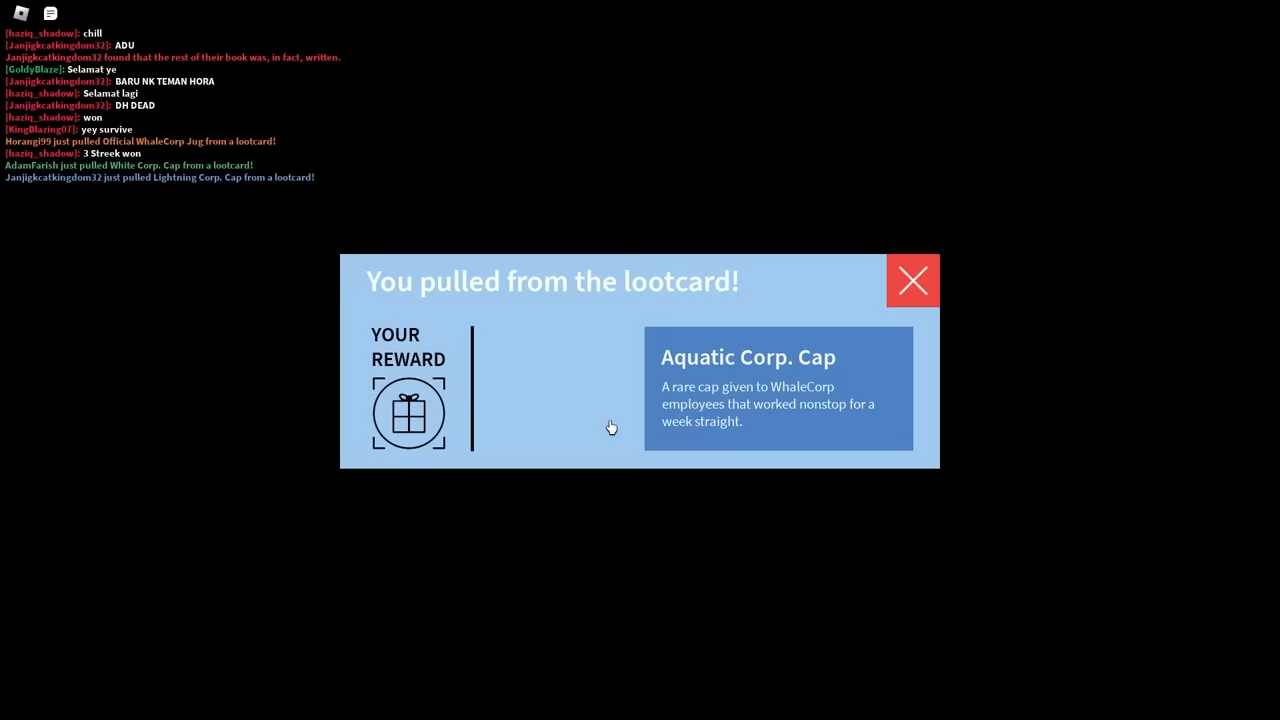 [haziq_shadow]: chill
[Janjigkcatkingdom32]: ADU
Janjigkcatkingdom32 found that the rest of their book was, in fact, written.
[GoldyBlaze]: Selamat ye
[Janjigkcatkingdom32]: BARU NK TEMAN HORA
[haziq_shadow]: Selamat lagi
[Janjigkcatkingdom32]: DH DEAD
[haziq_shadow]: won
[KingBlazing07]: yey survive
Horangi99 just pulled Official WhaleCorp Jug from a lootcard!
[haziq_shadow]: 3 Streek won
AdamFarish just pulled White Corp. Cap from a lootcard!
Janjigkcatkingdom32 just pulled Lightning Corp. Cap from a lootcard!
You pulled from the lootcard!
YOUR
REWARD
Aquatic Corp. Cap
A rare cap given to WhaleCorp
employees that worked nonstop for a
week straight.